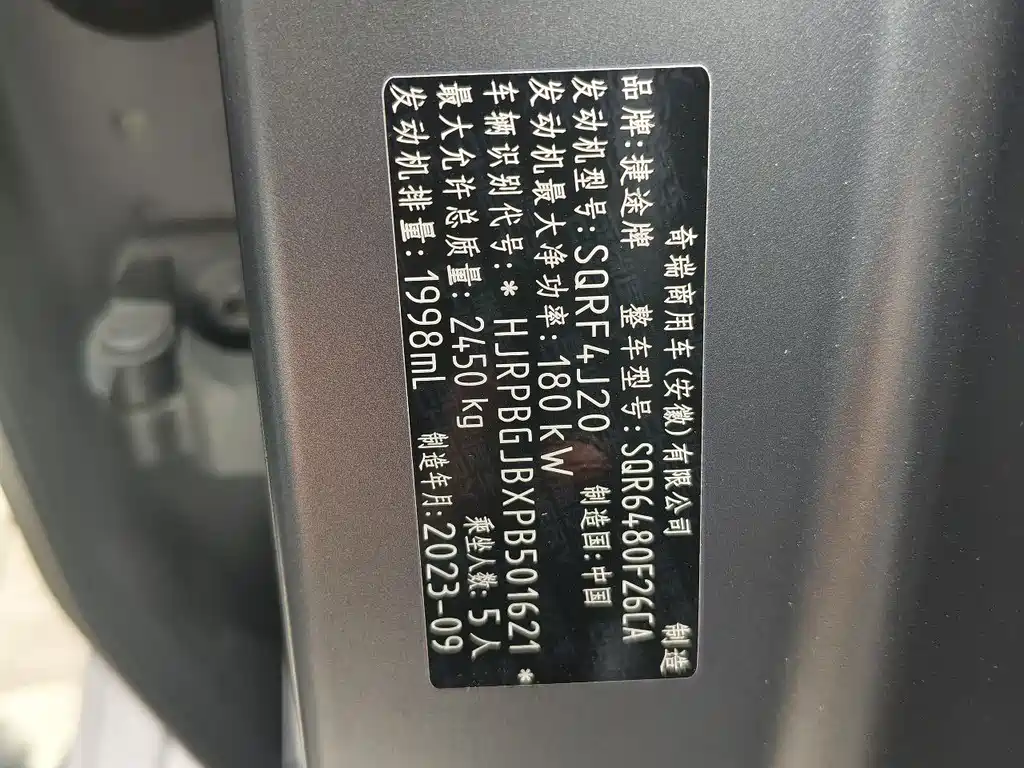 奇瑞商用车(安徽)有限公司 制造
品牌:捷途牌 整车型号:SQR6480F26CA
发动机型号:SQRF4J20 制造国:中国
发动机最大净功率:180kW
车辆识别代号:* HJRPBGJBXPB501621 *
最大允许总质量:2450kg 乘坐人数:5人
发动机排量:1998mL 制造年月:2023-09